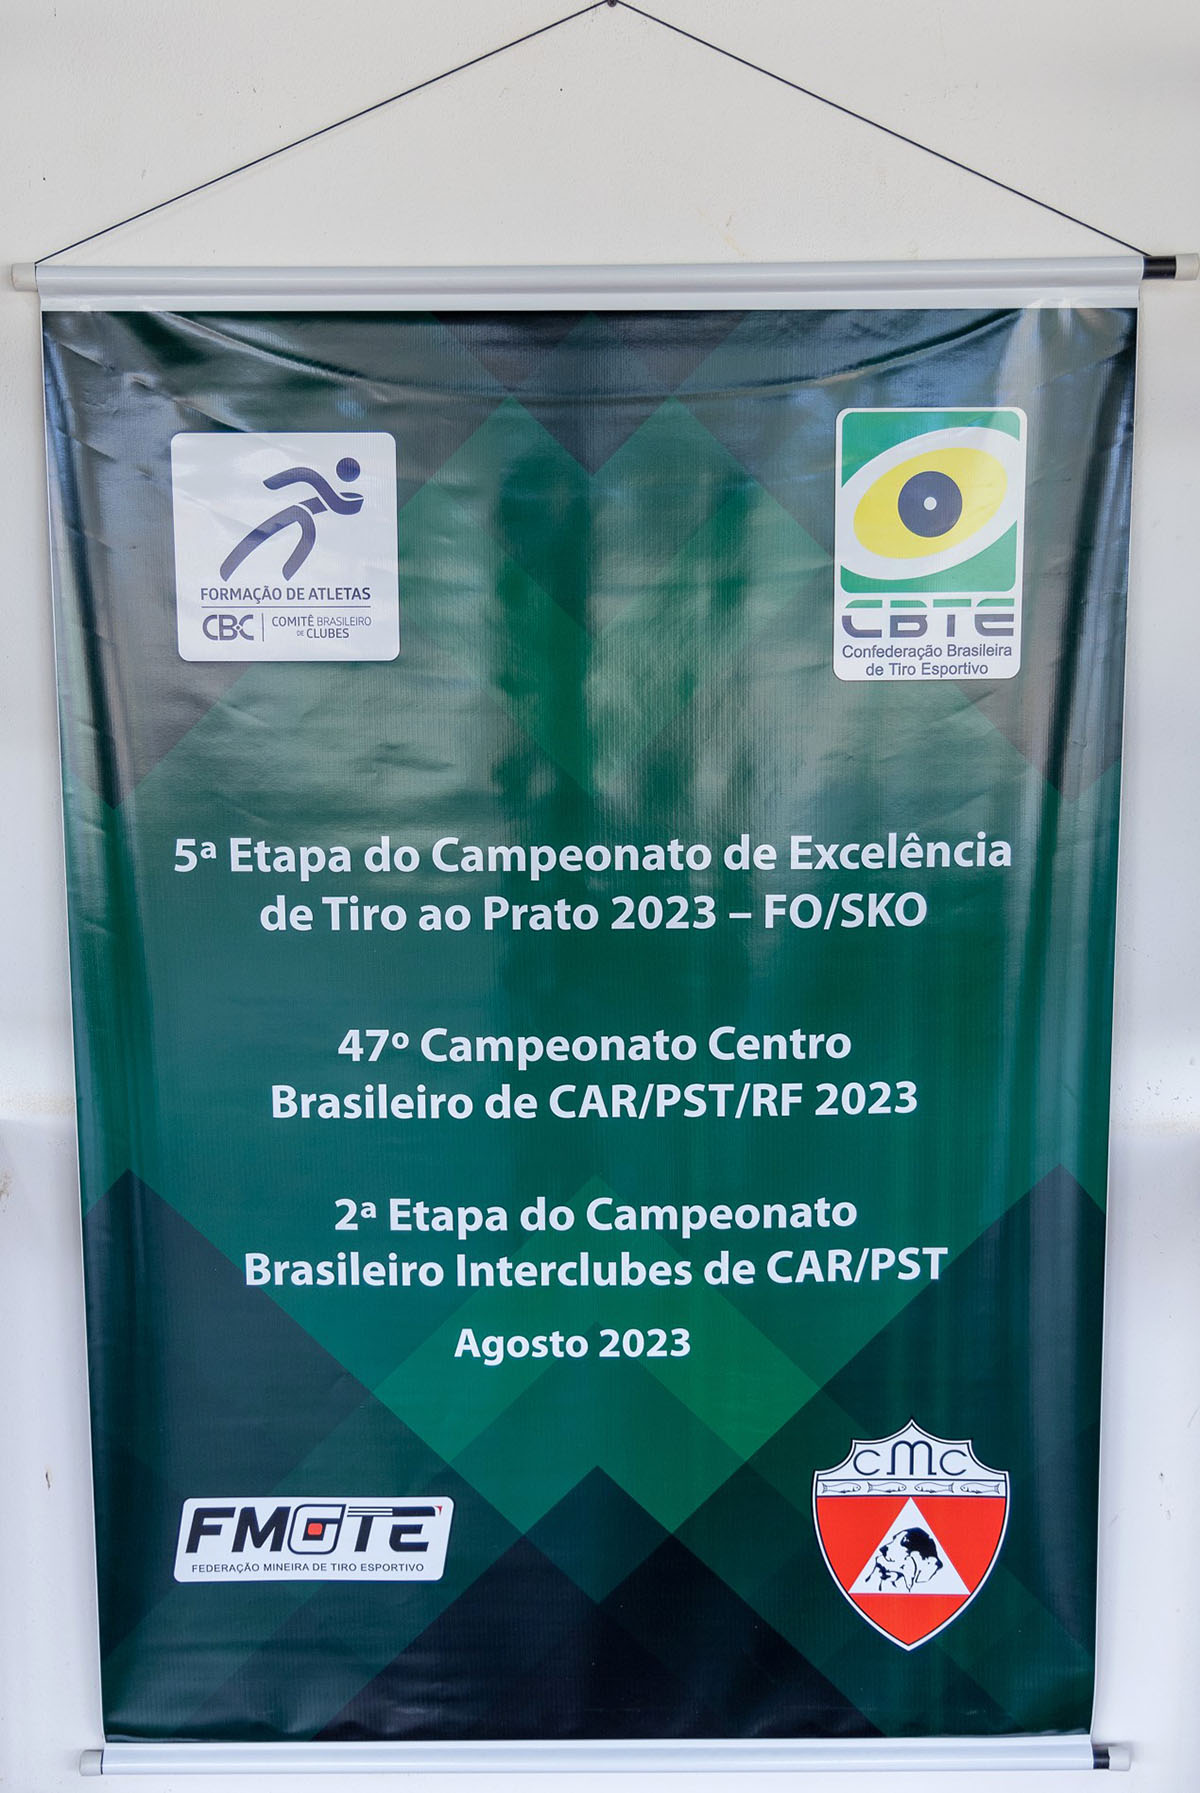 FORMAÇÃO DE ATLETAS
CBC
COMITÊ BRASILEIRO
DE CLUBES
CBTE
Confederação Brasileira
de Tiro Esportivo
5ª Etapa do Campeonato de Excelência
de Tiro ao Prato 2023 – FO/SKO
47º Campeonato Centro
Brasileiro de CAR/PST/RF 2023
2ª Etapa do Campeonato
Brasileiro Interclubes de CAR/PST
Agosto 2023
FMGTE
FEDERAÇÃO MINEIRA DE TIRO ESPORTIVO
CMC